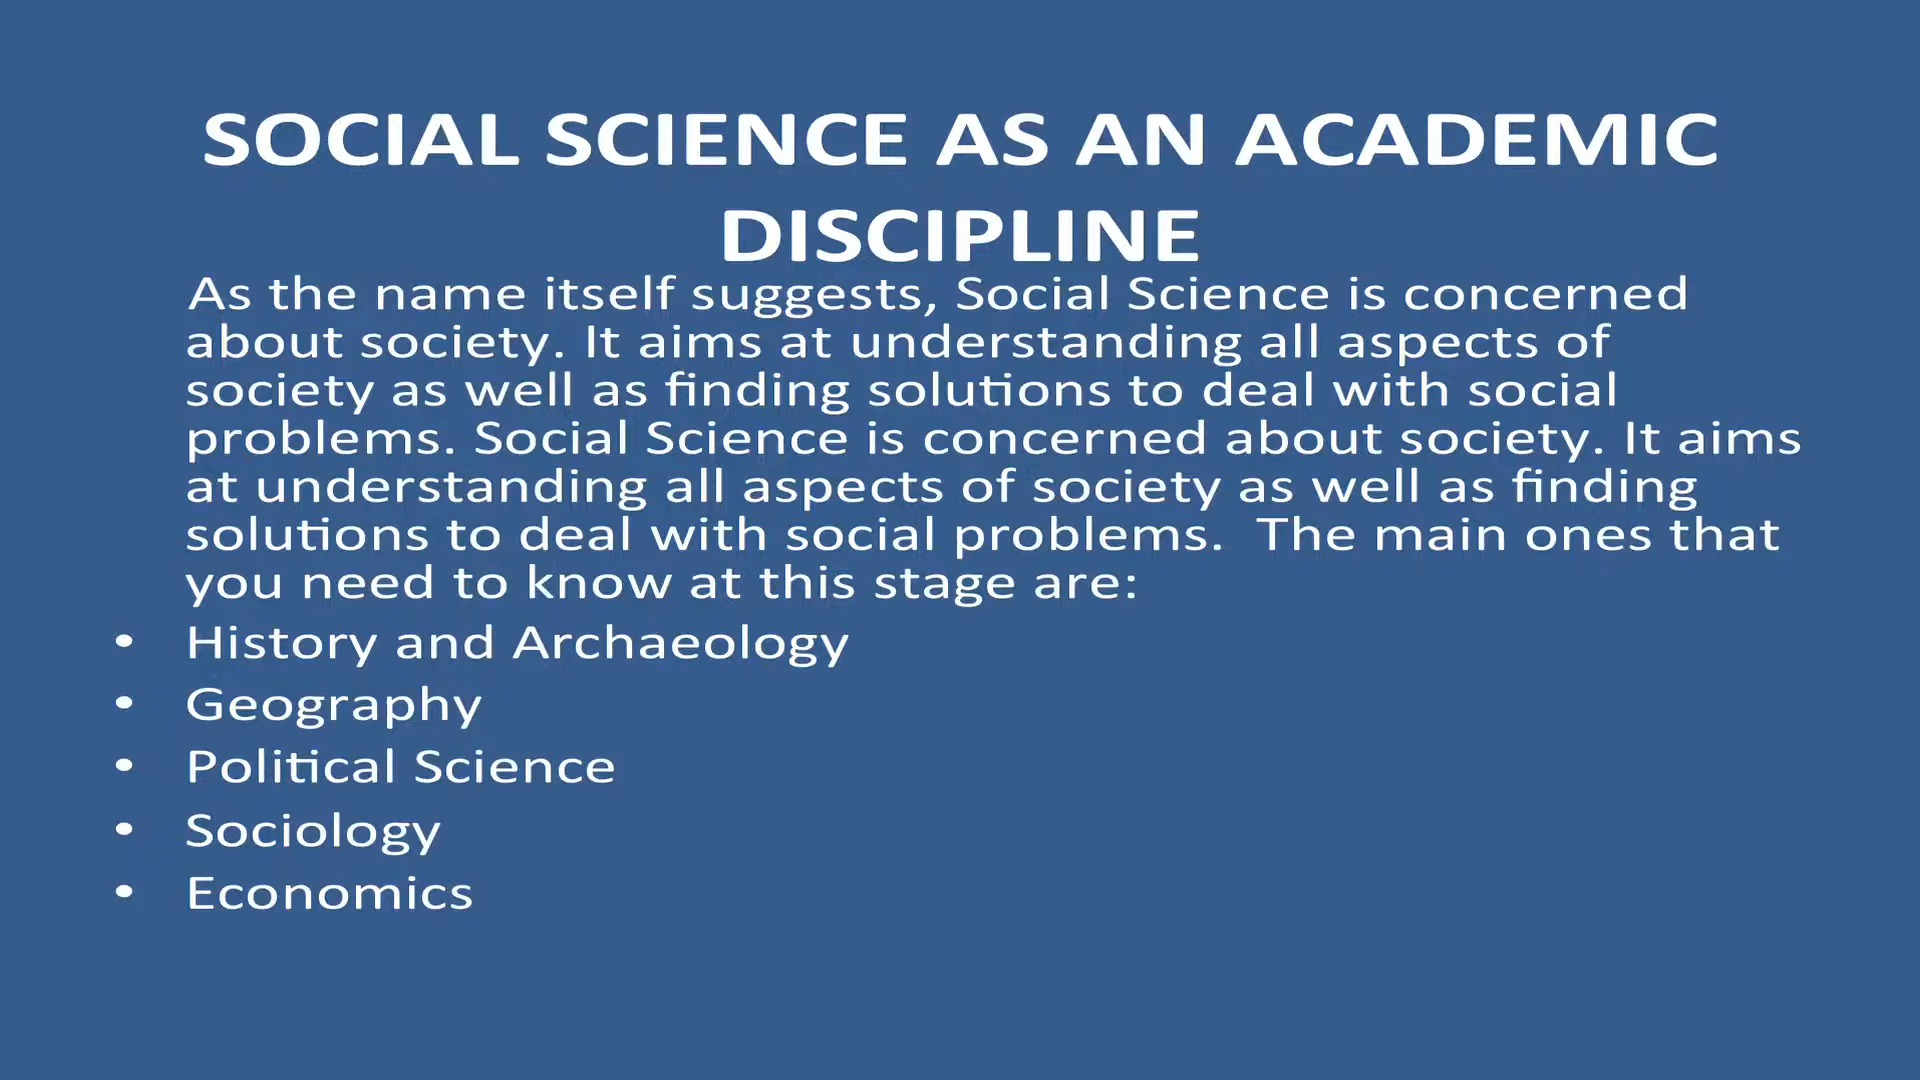 SOCIAL SCIENCE AS AN ACADEMIC
DISCIPLINE
As the name itself suggests, Social Science is concerned
about society. It aims at understanding all aspects of
society as well as finding solutions to deal with social
problems. Social Science is concerned about society. It aims
at understanding all aspects of society as well as finding
solutions to deal with social problems.  The main ones that
you need to know at this stage are:
• History and Archaeology
• Geography
• Political Science
• Sociology
• Economics